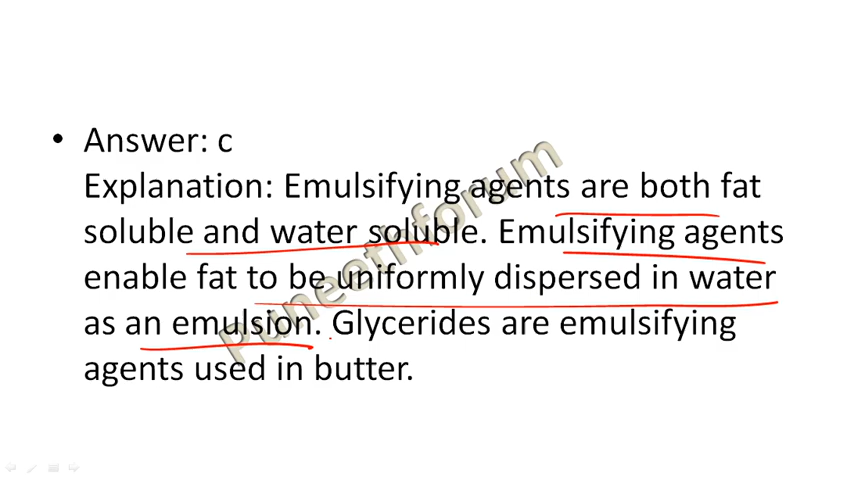 • Answer: c
Explanation: Emulsifying agents are both fat
soluble and water soluble. Emulsifying agents
enable fat to be uniformly dispersed in water
as an emulsion. Glycerides are emulsifying
agents used in butter.
Puneetnforum